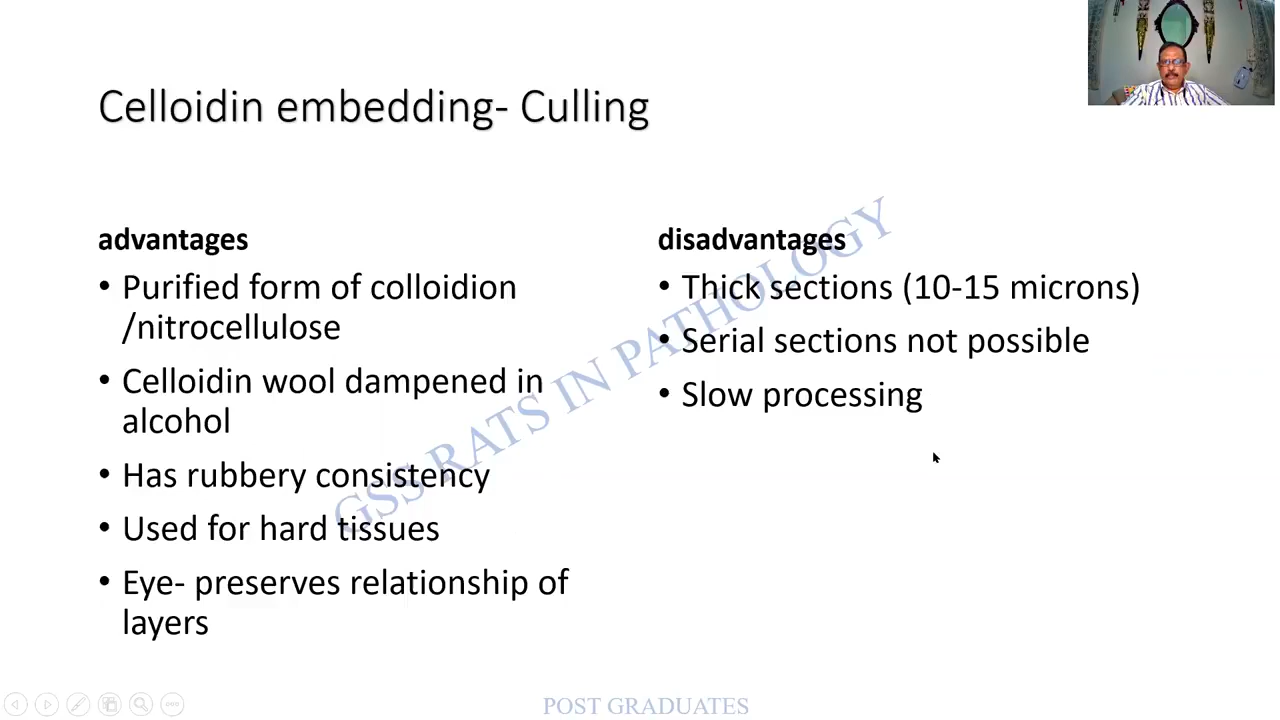 Celloidin embedding- Culling
advantages
• Purified form of colloidion
/nitrocellulose
• Celloidin wool dampened in
alcohol
• Has rubbery consistency
• Used for hard tissues
• Eye- preserves relationship of
layers
disadvantages
• Thick sections (10-15 microns)
• Serial sections not possible
• Slow processing
GSS RATS IN PATHOLOGY
POST GRADUATES